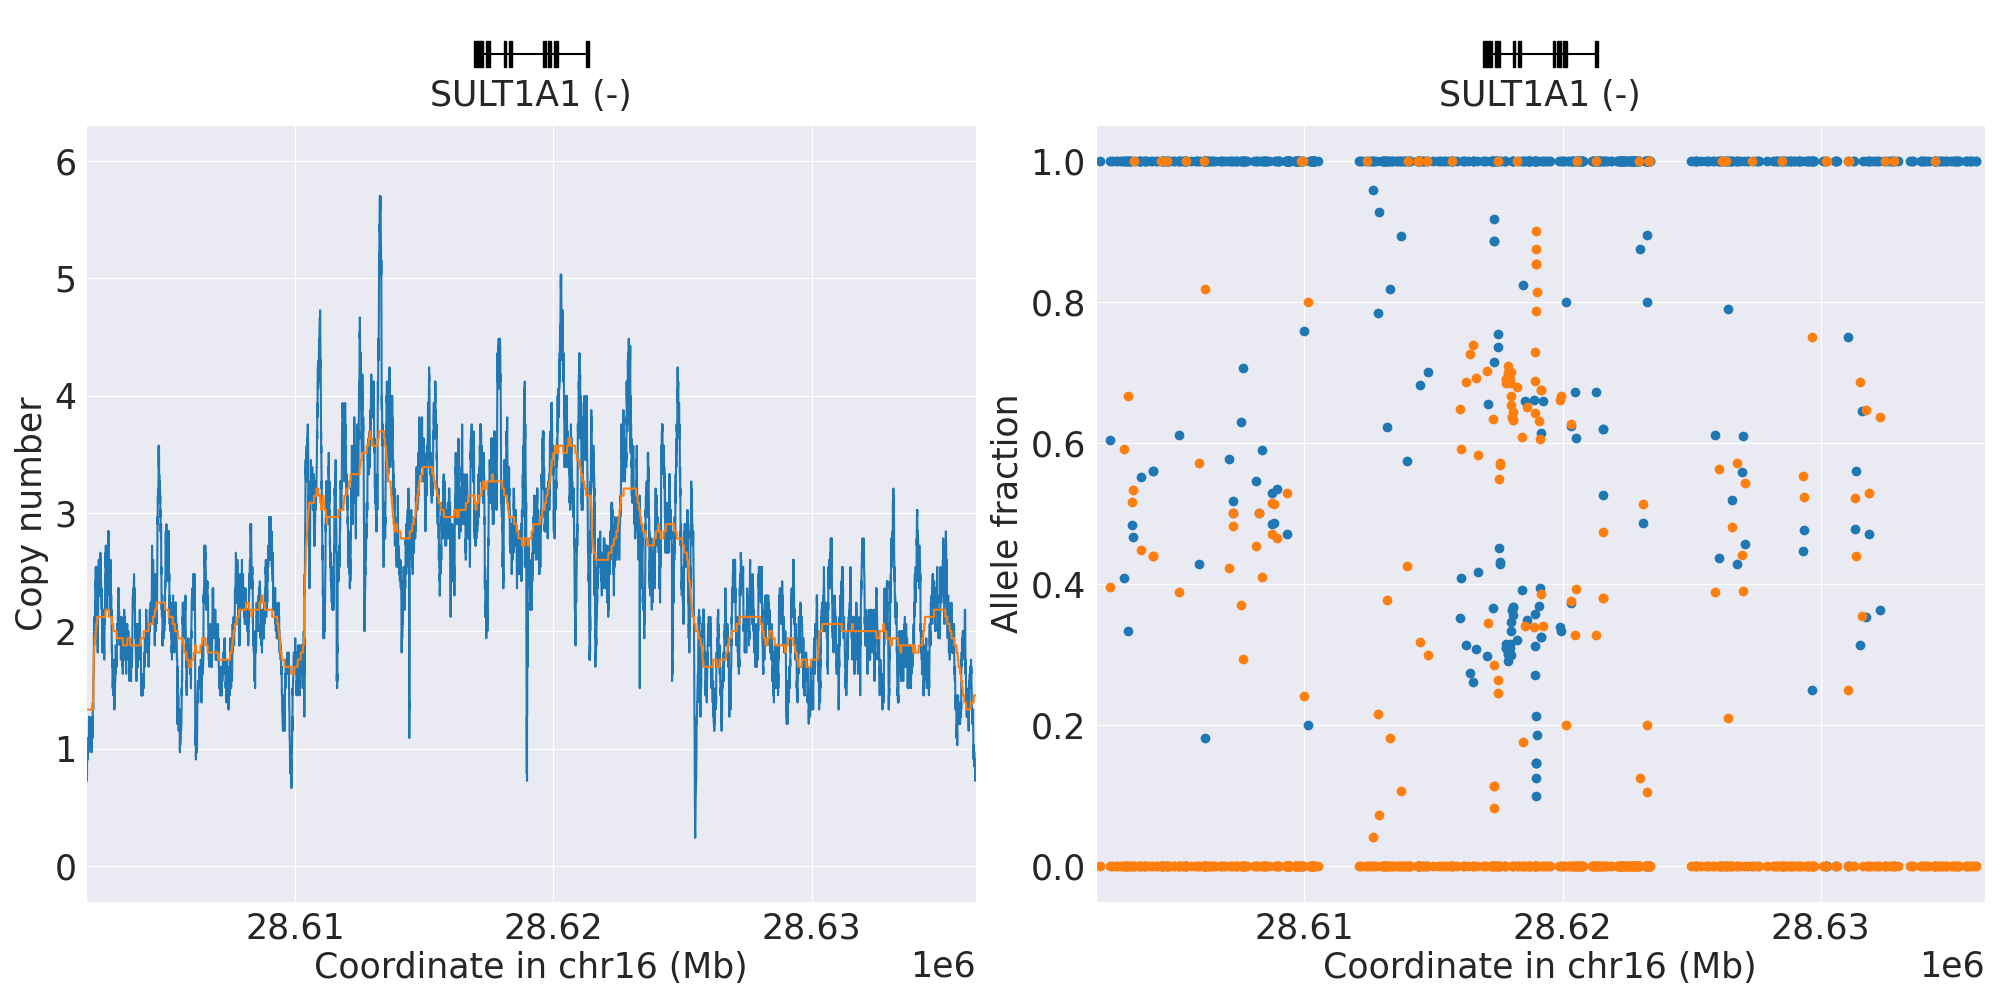 SULT1A1 (-)
Copy number
6
5
4
3
2
1
0
28.61
28.62
28.63
Coordinate in chr16 (Mb)
1e6
SULT1A1 (-)
Allele fraction
1.0
0.8
0.6
0.4
0.2
0.0
28.61
28.62
28.63
Coordinate in chr16 (Mb)
1e6